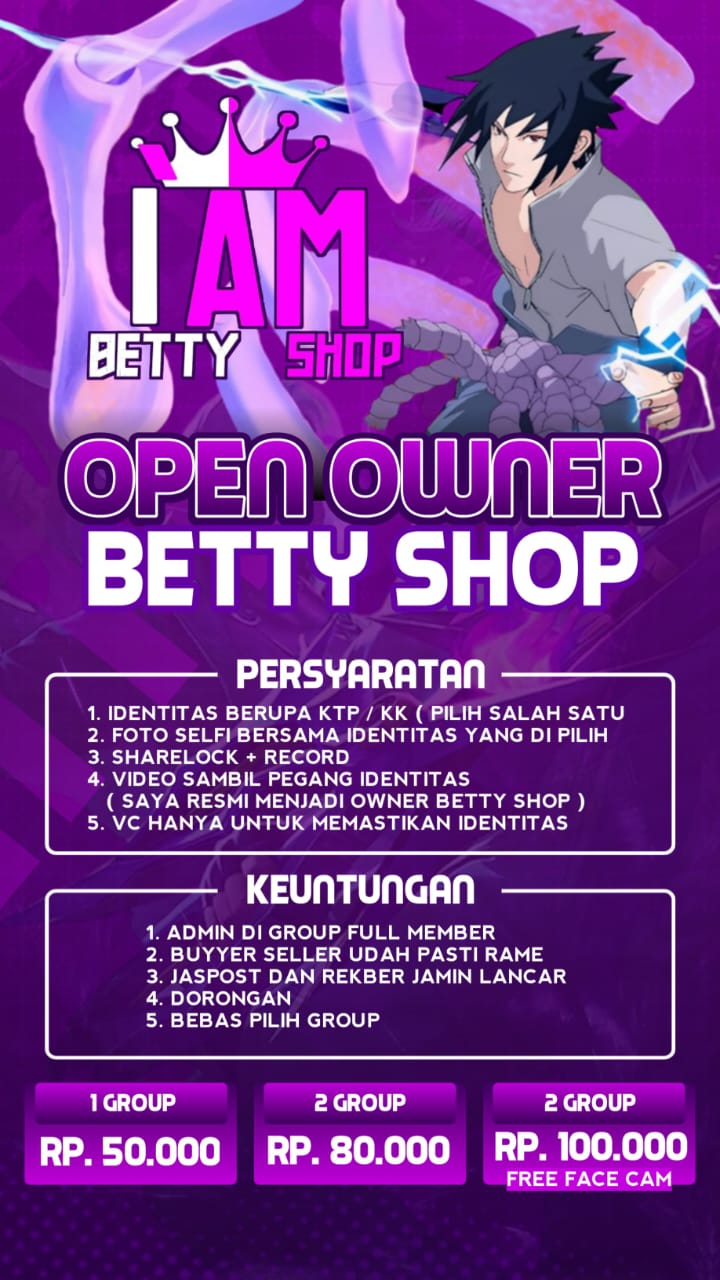 I AM
BETTY SHOP
OPEN OWNER
BETTY SHOP
PERSYARATAN
1. IDENTITAS BERUPA KTP / KK ( PILIH SALAH SATU
2. FOTO SELFI BERSAMA IDENTITAS YANG DI PILIH
3. SHARELOCK + RECORD
4. VIDEO SAMBIL PEGANG IDENTITAS
( SAYA RESMI MENJADI OWNER BETTY SHOP )
5. VC HANYA UNTUK MEMASTIKAN IDENTITAS
KEUNTUNGAN
1. ADMIN DI GROUP FULL MEMBER
2. BUYYER SELLER UDAH PASTI RAME
3. JASPOST DAN REKBER JAMIN LANCAR
4. DORONGAN
5. BEBAS PILIH GROUP
1 GROUP
RP. 50.000
2 GROUP
RP. 80.000
2 GROUP
RP. 100.000
FREE FACE CAM